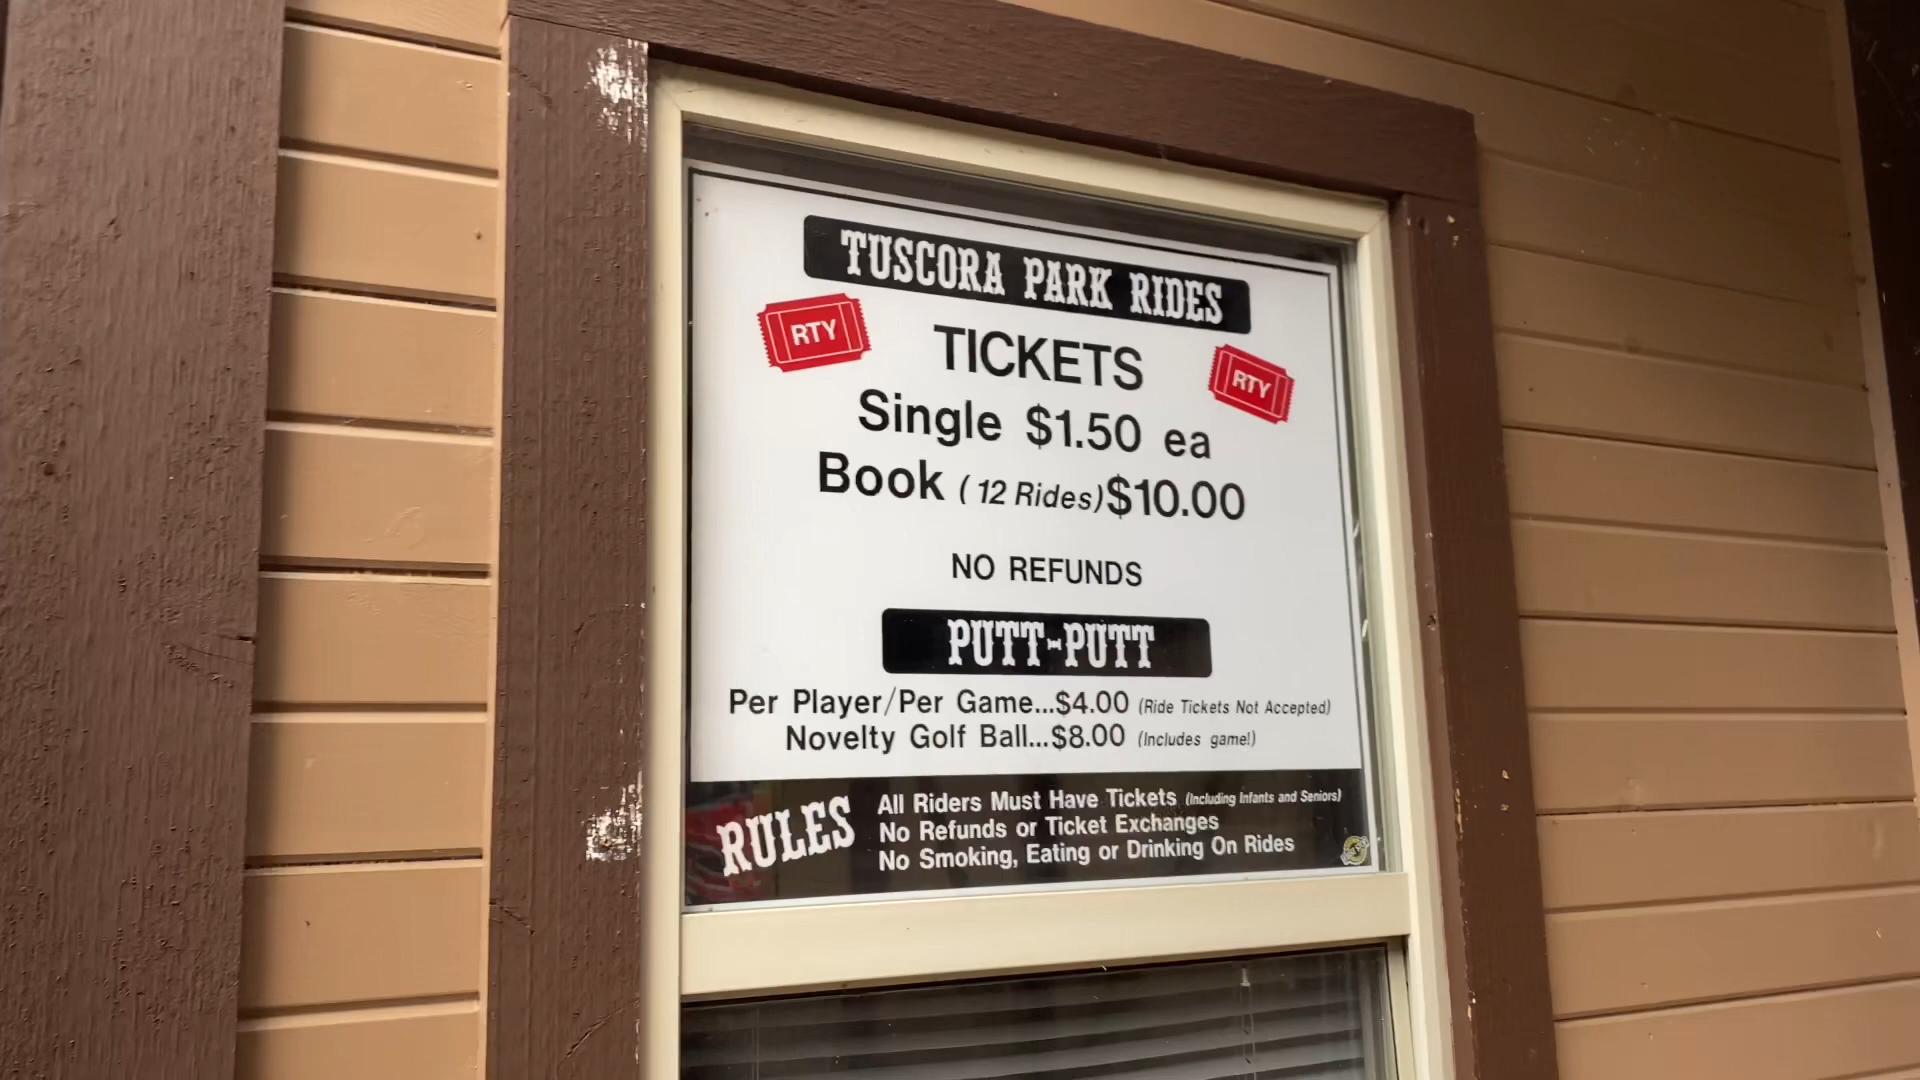 TUSCORA PARK RIDES
RTY
TICKETS
RTY
Single $1.50 ea
Book ( 12 Rides) $10.00
NO REFUNDS
PUTT-PUTT
Per Player/Per Game...$4.00 (Ride Tickets Not Accepted)
Novelty Golf Ball...$8.00 (Includes game!)
RULES
All Riders Must Have Tickets (Including Infants and Seniors)
No Refunds or Ticket Exchanges
No Smoking, Eating or Drinking On Rides